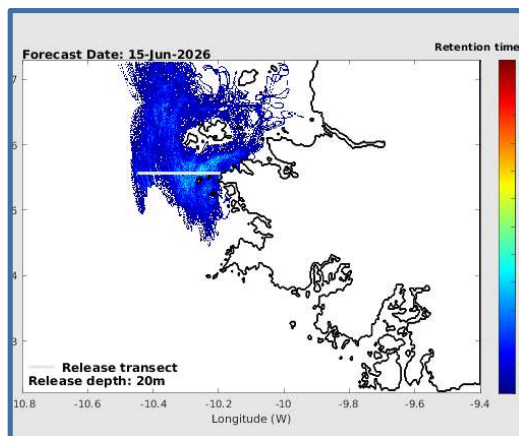 Retention time
Forecast Date: 15-Jun-2026
.3
.6
.5
.4
.3
Release transect
Release depth: 20m
10.8
-10.6
-10.4
-10.2
-10
-9.8
-9.6
-9.4
Longitude (W)